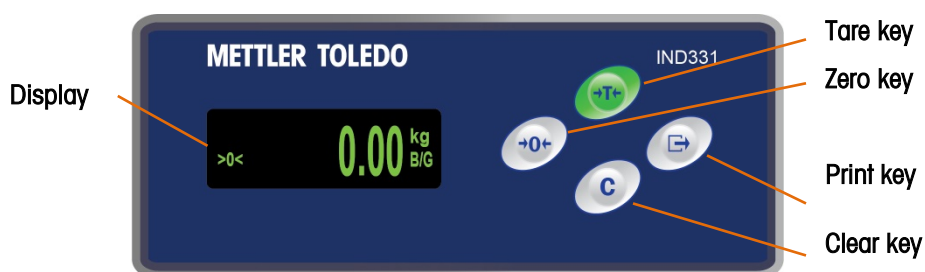 METTLER TOLEDO
IND331
Tare key
Zero key
Display
→T←
>0<
0.00 kg
B/G
→0←
C
Print key
Clear key